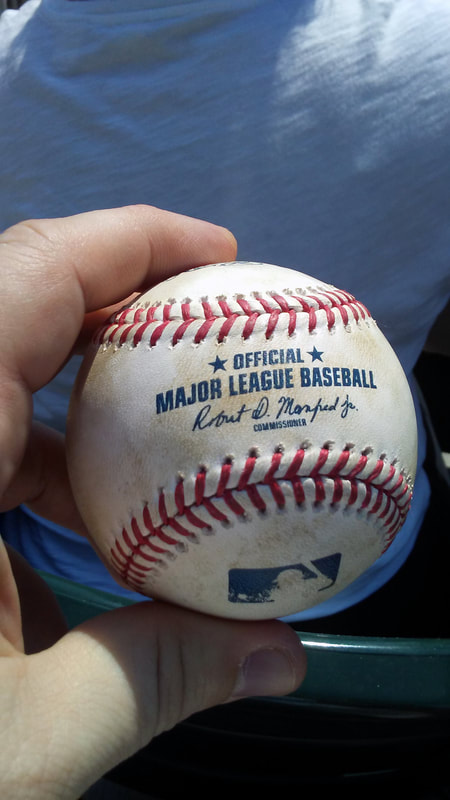 ★ OFFICIAL ★
MAJOR LEAGUE BASEBALL
Robert D. Manfred Jr.
COMMISSIONER